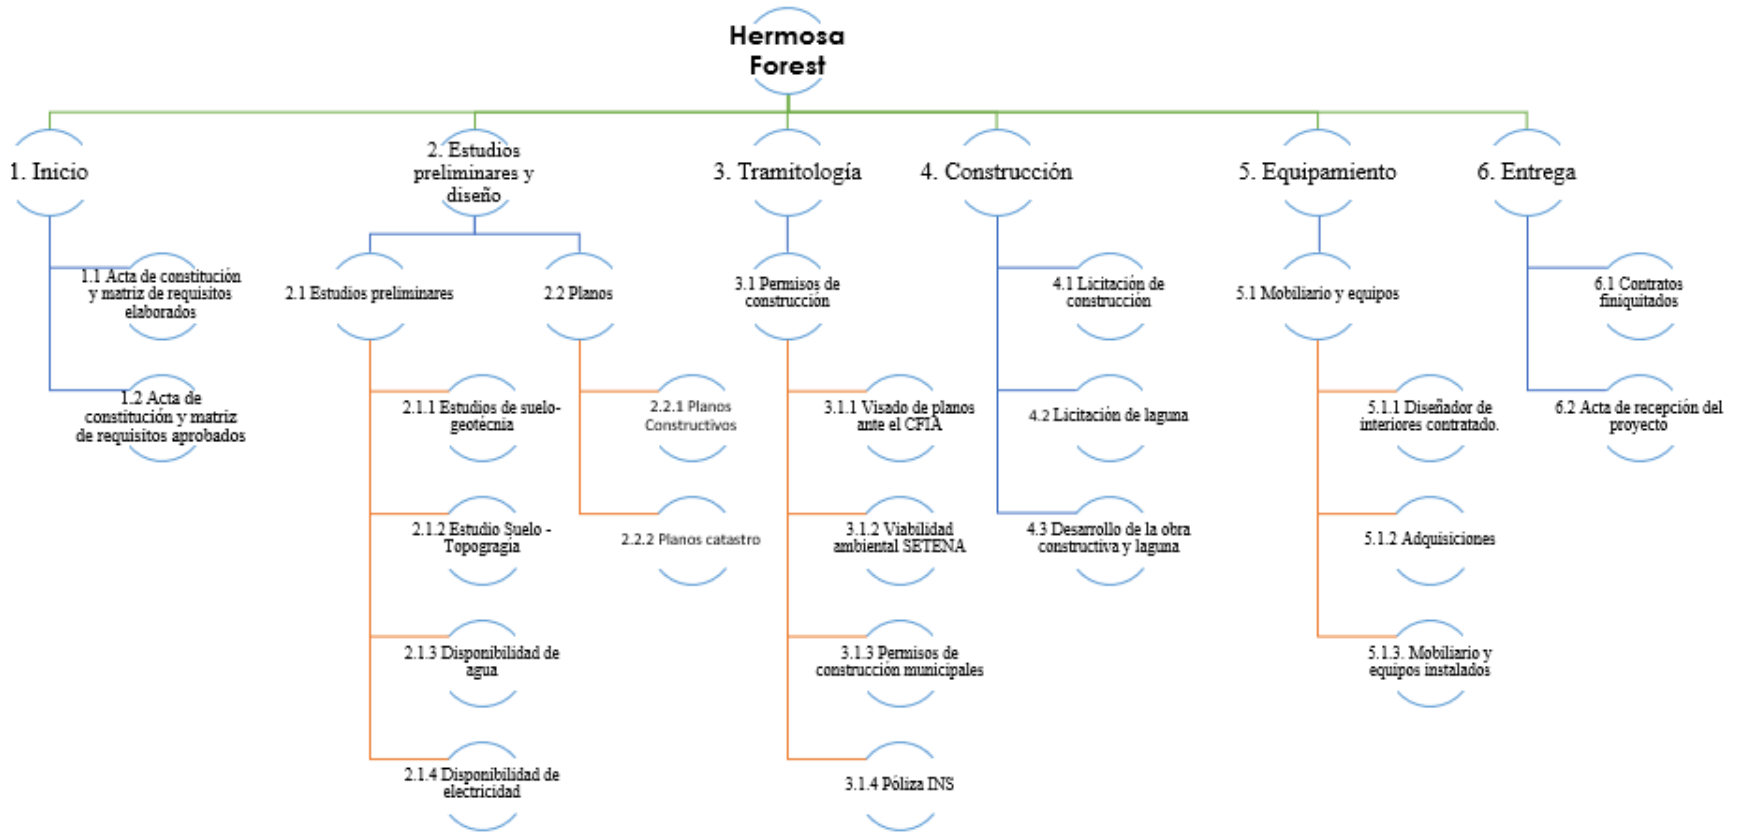 Hermosa
Forest
1. Inicio
2. Estudios
preliminares y
diseño
3. Tramitología
4. Construcción
5. Equipamiento
6. Entrega
1.1 Acta de constitución
y matriz de requisitos
elaborados
1.2 Acta de
constitución y matriz
de requisitos aprobados
2.1 Estudios preliminares
2.1.1 Estudios de suelo-
geotecnia
2.1.2 Estudio Suelo -
Topogragia
2.1.3 Disponibilidad de
agua
2.1.4 Disponibilidad de
electricidad
2.2 Planos
2.2.1 Planos
Constructivos
2.2.2 Planos catastro
3.1 Permisos de
construcción
3.1.1 Visado de planos
ante el CFIA
3.1.2 Viabilidad
ambiental SETENA
3.1.3 Permisos de
construcción municipales
3.1.4 Póliza INS
4.1 Licitación de
construcción
4.2 Licitación de laguna
4.3 Desarrollo de la obra
constructiva y laguna
5.1 Mobiliario y equipos
5.1.1 Diseñador de
interiores contratado.
5.1.2 Adquisiciones
5.1.3. Mobiliario y
equipos instalados
6.1 Contratos
finiquitados
6.2 Acta de recepción del
proyecto